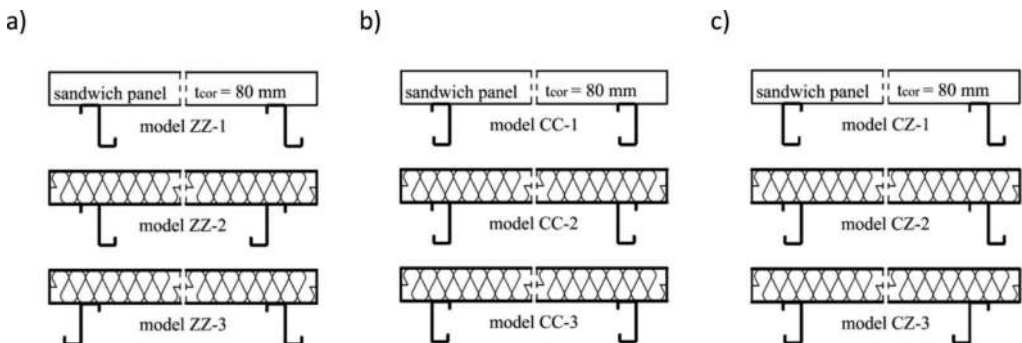 a)
sandwich panel tcor = 80 mm
model ZZ-1
model ZZ-2
model ZZ-3
b)
sandwich panel tcor = 80 mm
model CC-1
model CC-2
model CC-3
c)
sandwich panel tcor = 80 mm
model CZ-1
model CZ-2
model CZ-3